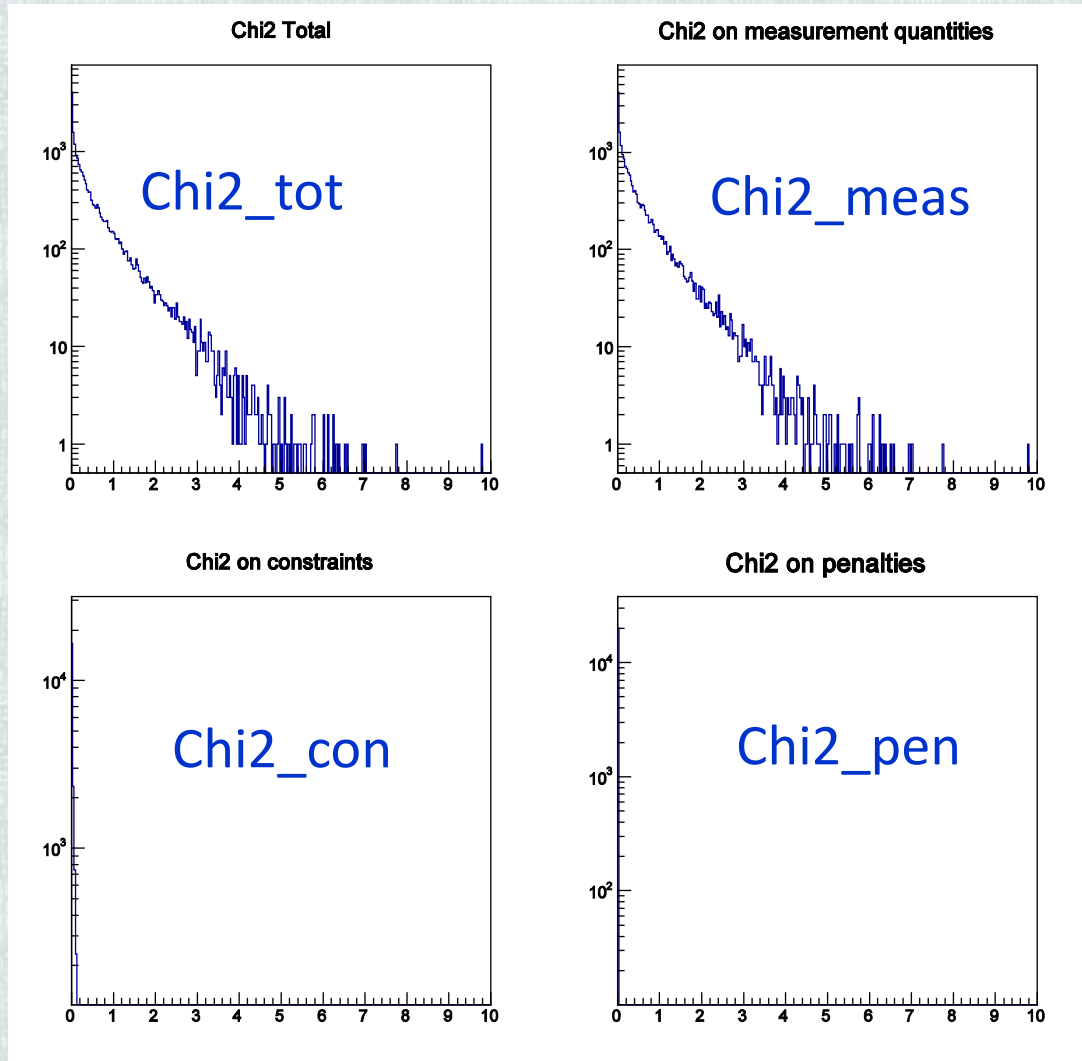 Chi2 Total
10³
10²
10
1
Chi2_tot
0 1 2 3 4 5 6 7 8 9 10
Chi2 on measurement quantities
10³
10²
10
1
Chi2_meas
0 1 2 3 4 5 6 7 8 9 10
Chi2 on constraints
10⁴
10³
Chi2_con
0 1 2 3 4 5 6 7 8 9 10
Chi2 on penalties
10⁴
10³
10²
Chi2_pen
0 1 2 3 4 5 6 7 8 9 10